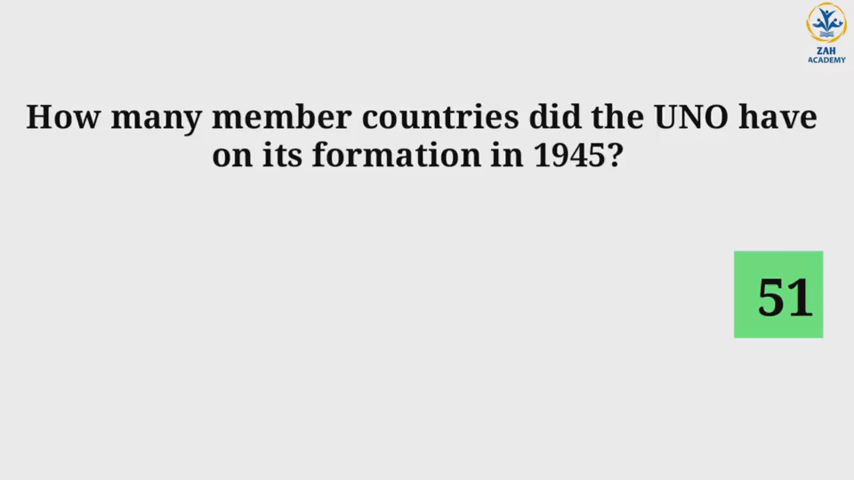 ZAH
ACADEMY
How many member countries did the UNO have
on its formation in 1945?
51